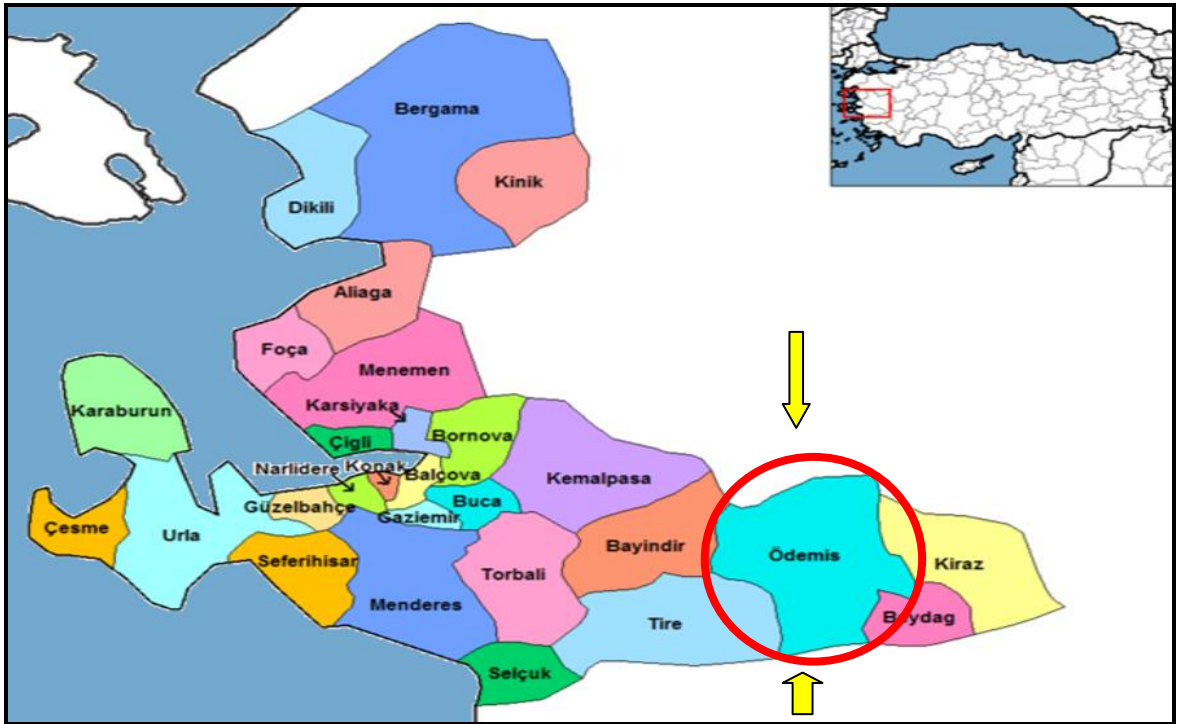 Bergama
Kinik
Dikili
Aliaga
Foça
Menemen
Karaburun
Karsiyaka
Bornova
Çigli
Narlidere
Konak
Balçova
Kemalpasa
Güzelbahçe
Buca
Gaziemir
Çesme
Urla
Seferihisar
Bayindir
Ödemis
Kiraz
Torbali
Menderes
Tire
Beydag
Selçuk